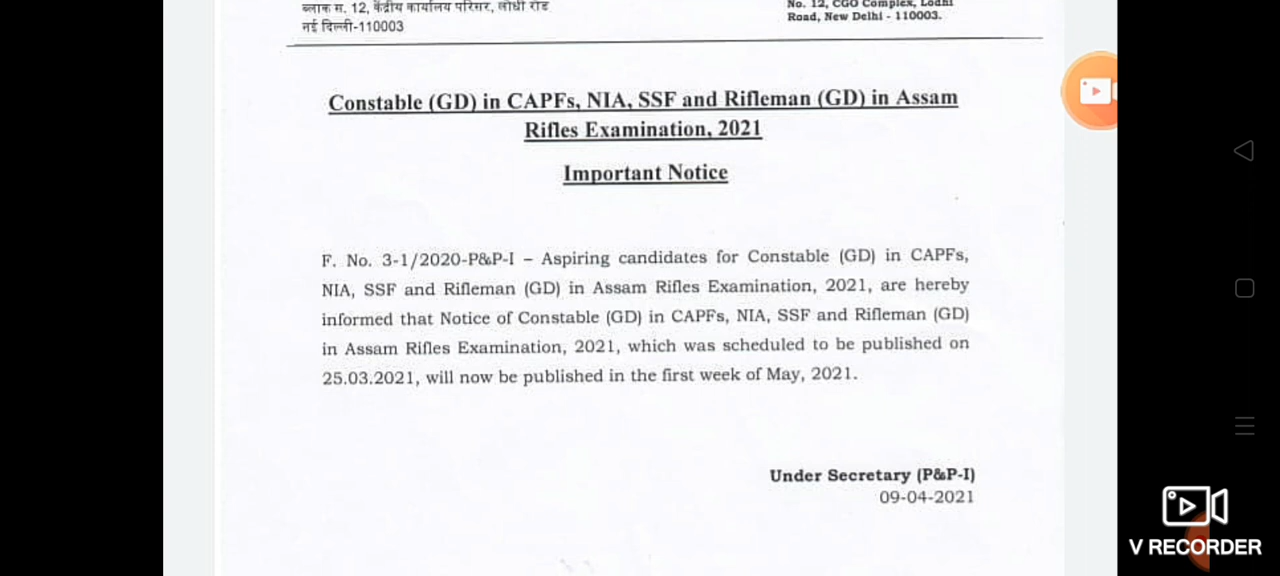 ब्लाक स. 12, केंद्रीय कार्यालय परिसर, लोधी रोड
नई दिल्ली-110003
No. 12, CGO Complex, Lodhi
Road, New Delhi - 110003.
Constable (GD) in CAPFs, NIA, SSF and Rifleman (GD) in Assam
Rifles Examination, 2021
Important Notice
F. No. 3-1/2020-P&P-I – Aspiring candidates for Constable (GD) in CAPFs,
NIA, SSF and Rifleman (GD) in Assam Rifles Examination, 2021, are hereby
informed that Notice of Constable (GD) in CAPFs, NIA, SSF and Rifleman (GD)
in Assam Rifles Examination, 2021, which was scheduled to be published on
25.03.2021, will now be published in the first week of May, 2021.
Under Secretary (P&P-I)
09-04-2021
V RECORDER